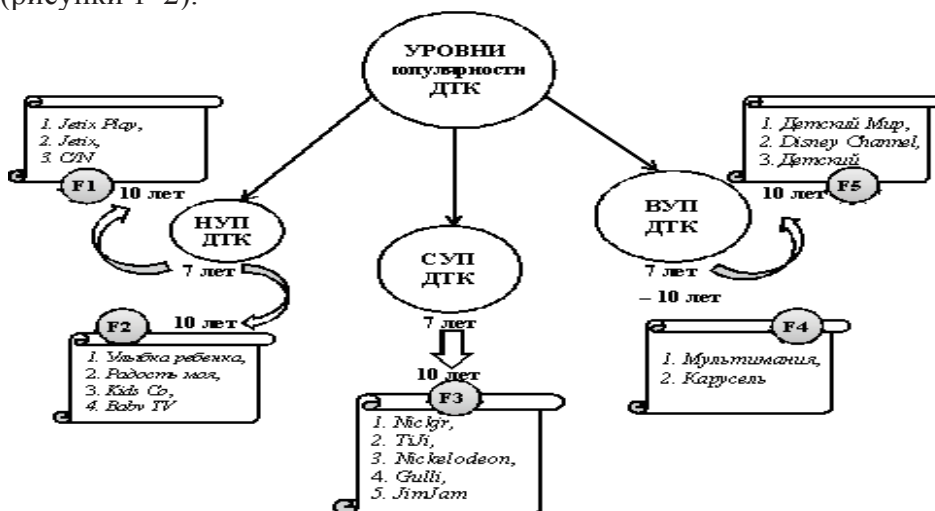 (рисунки 1–2).
УРОВНИ
популярности
ДТК
1. Jetix Play,
2. Jetix,
3. C/N
F1
10 лет
1. Детский Мир,
2. Disney Channel,
3. Детский
F5
10 лет
НУП
ДТК
7 лет
ВУП
ДТК
7 лет
– 10 лет
СУП
ДТК
7 лет
10 лет
F2
10 лет
1. Улыбка ребенка,
2. Радость моя,
3. Kids Co,
4. Baby TV
F4
1. Мультимания,
2. Карусель
F3
1. Nickjr,
2. TiJi,
3. Nickelodeon,
4. Gulli,
5. JimJam